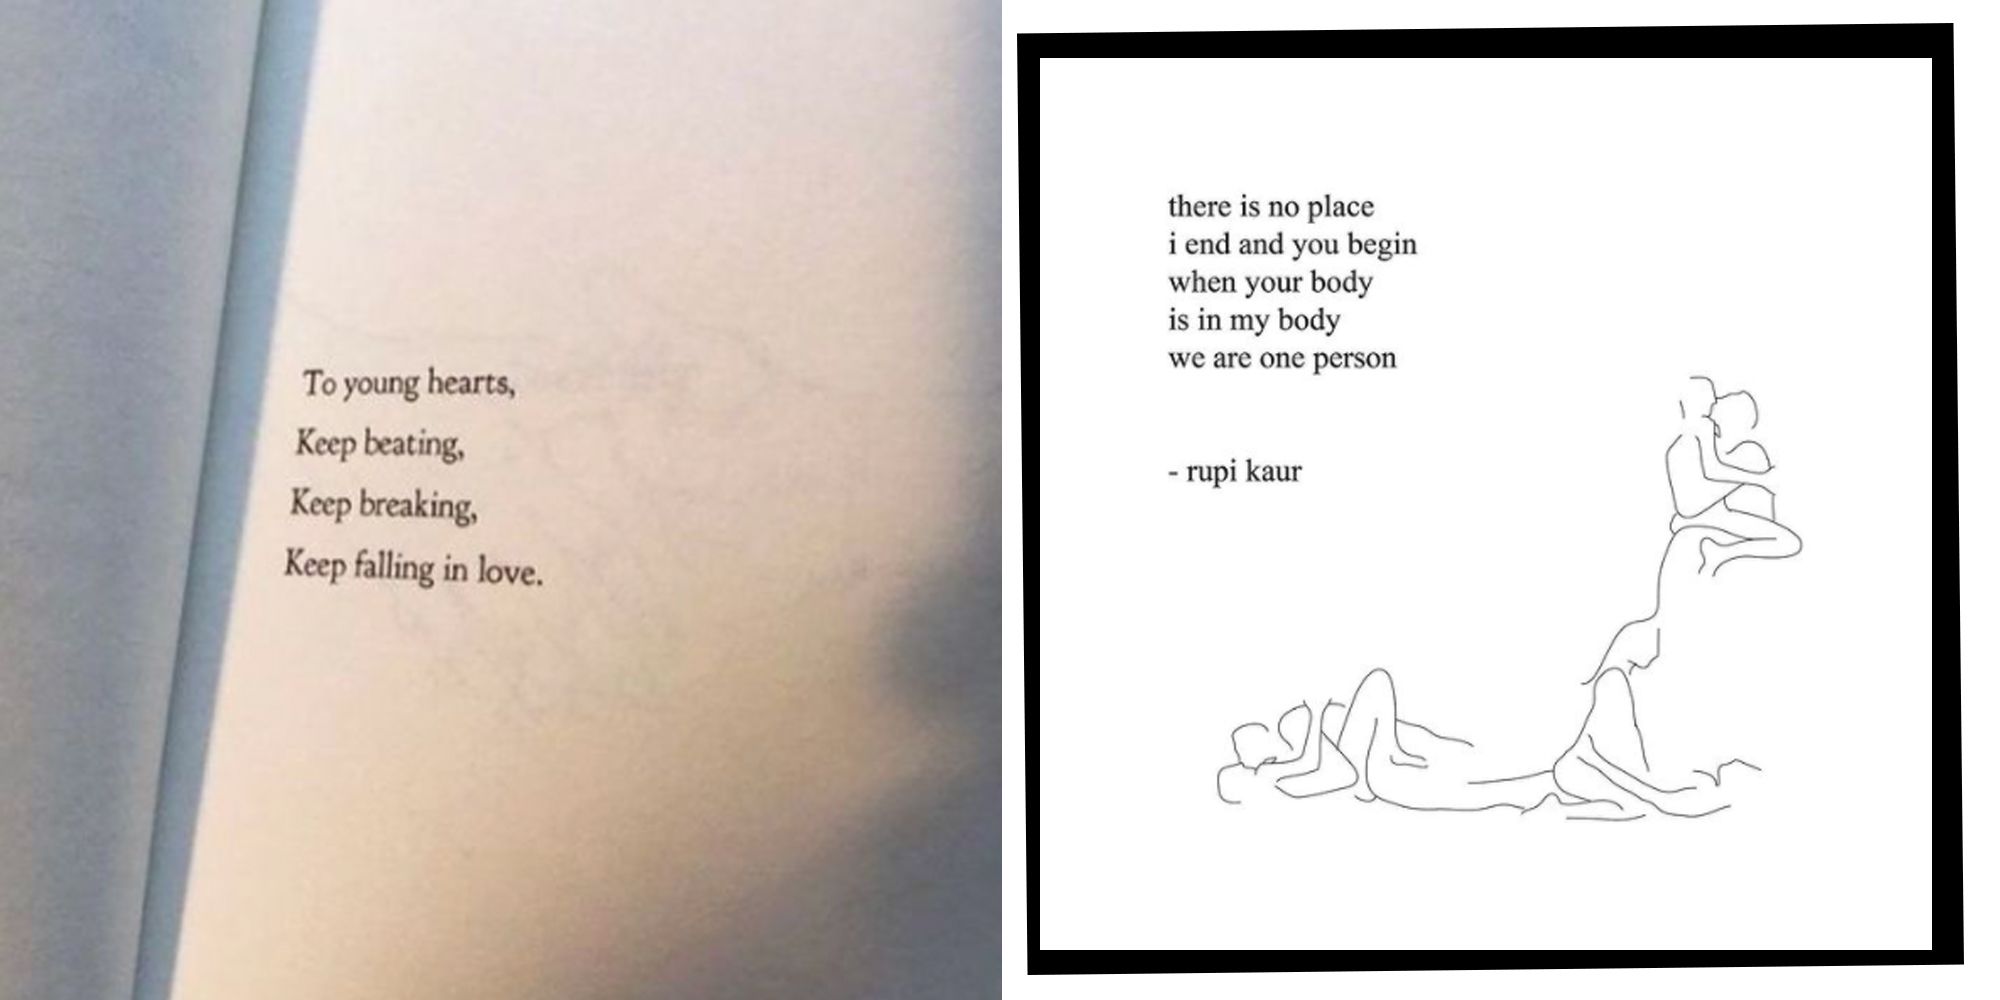 To young hearts,
Keep beating,
Keep breaking,
Keep falling in love.
there is no place
i end and you begin
when your body
is in my body
we are one person
- rupi kaur